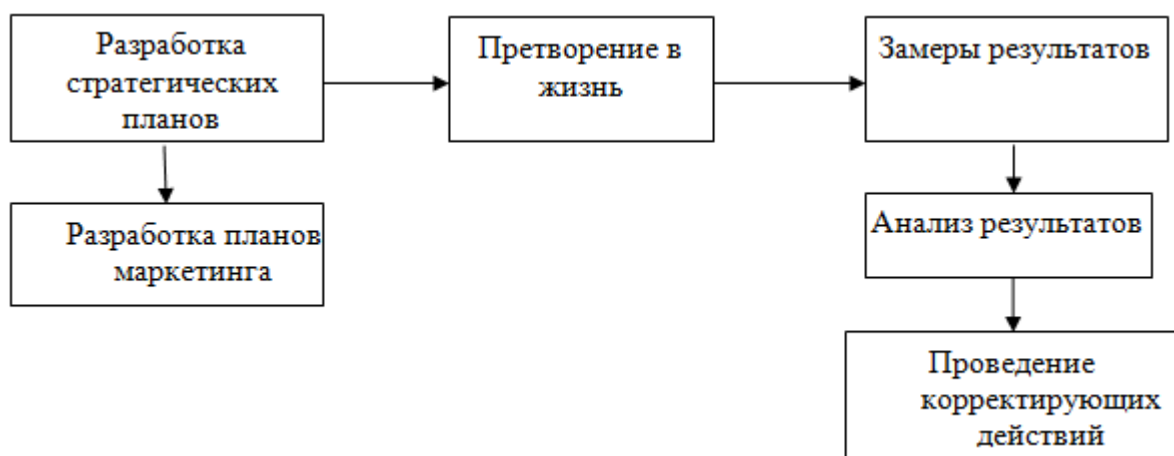 Разработка
стратегических
планов
Претворение в
жизнь
Замеры результатов
Разработка планов
маркетинга
Анализ результатов
Проведение
корректирующих
действий